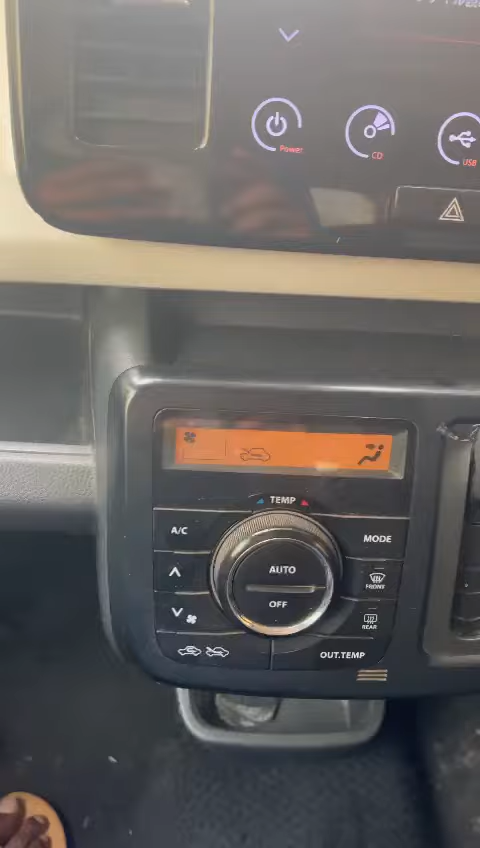 Power
CD
USB
TEMP
A/C
MODE
AUTO
FRONT
OFF
REAR
OUT.TEMP